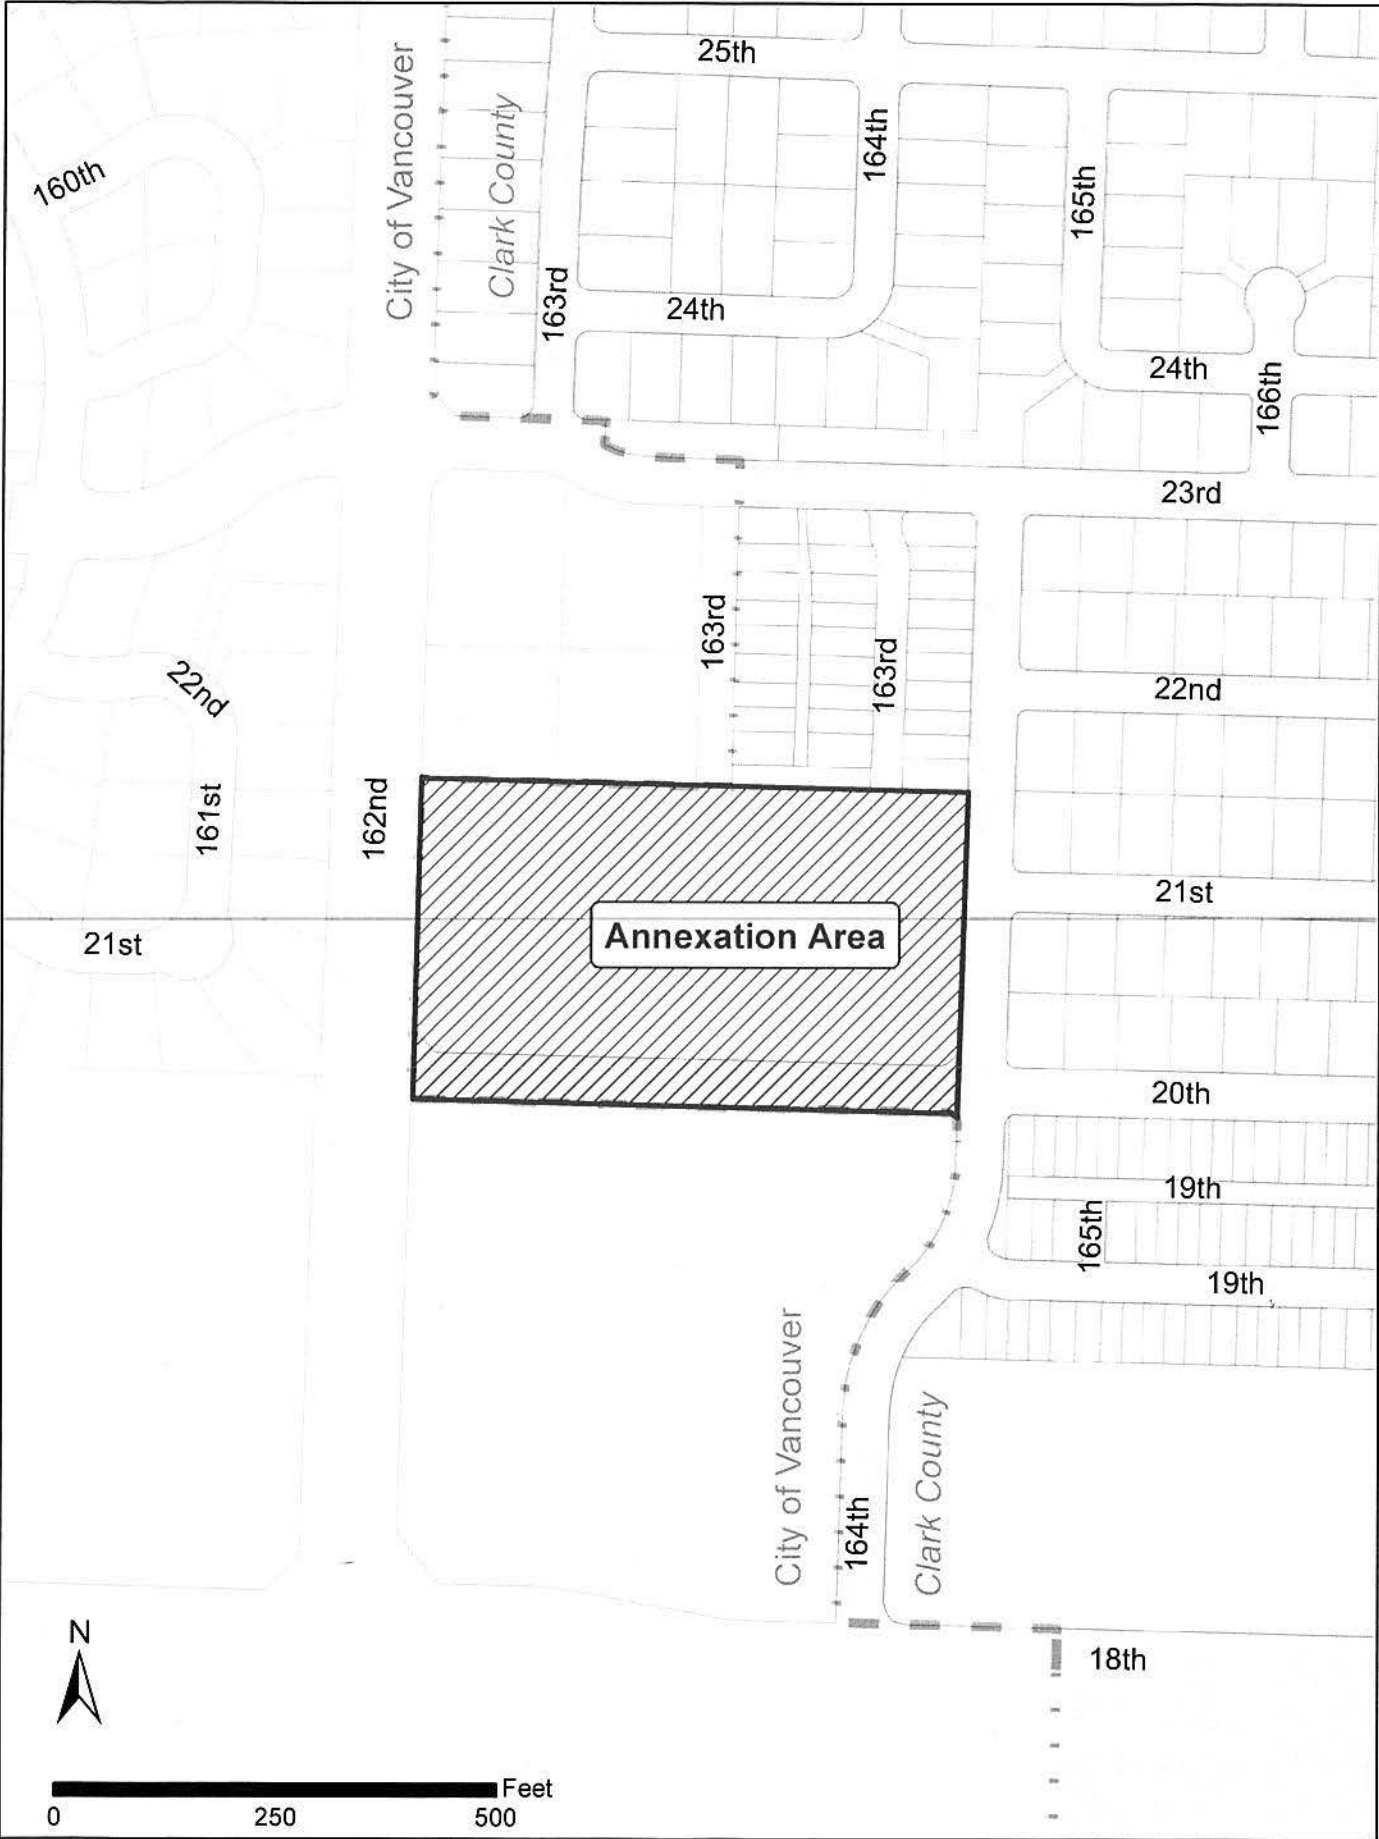 25th
City of Vancouver
Clark County
164th
160th
165th
163rd
24th
24th
166th
23rd
163rd
163rd
22nd
22nd
161st
162nd
21st
Annexation Area
21st
20th
19th
165th
19th
City of Vancouver
Clark County
164th
N
18th
Feet
0 250 500